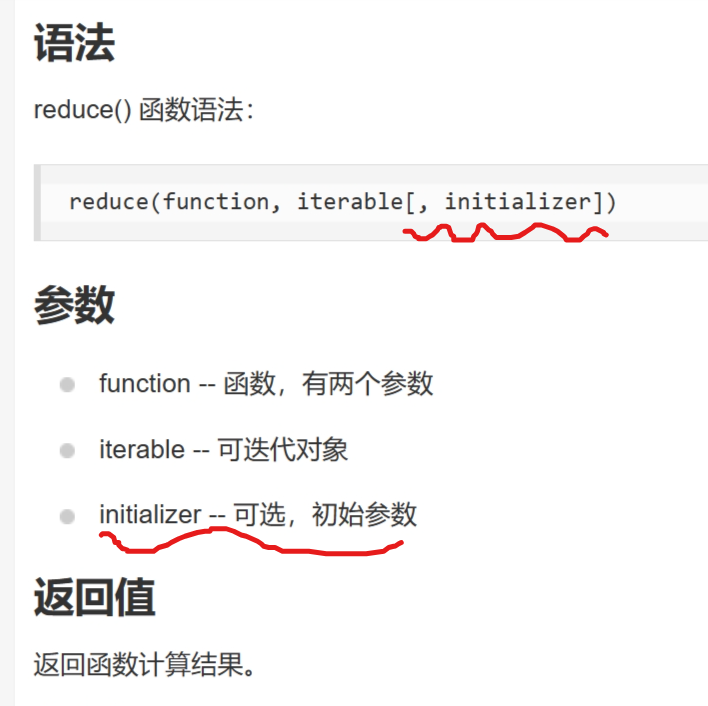 语法
reduce() 函数语法：
reduce(function, iterable[, initializer])
参数
function -- 函数，有两个参数
iterable -- 可迭代对象
initializer -- 可选，初始参数
返回值
返回函数计算结果。